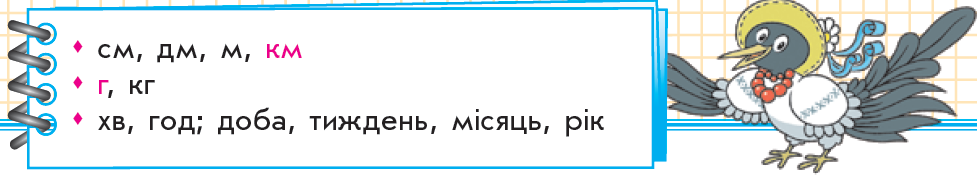 ♦ см, дм, м, км
♦ г, кг
♦ хв, год; доба, тиждень, місяць, рік